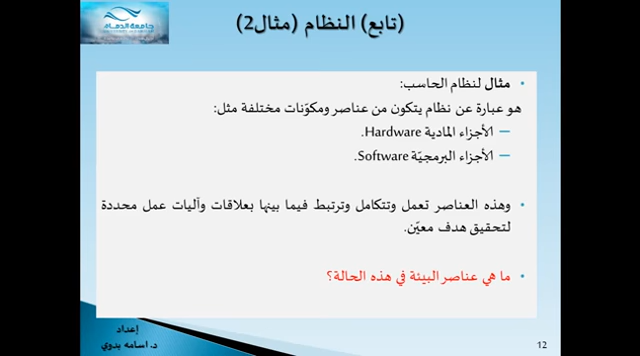 جامعة الدمام
(تابع) النظام (مثال2)
• مثال لنظام الحاسب:
هو عبارة عن نظام يتكون من عناصر ومكوّنات مختلفة مثل:
– الأجزاء المادية Hardware.
– الأجزاء البرمجيّة Software.
• وهذه العناصر تعمل وتتكامل وترتبط فيما بينها بعلاقات وآليات عمل محددة
لتحقيق هدف معيّن.
• ما هي عناصر البيئة في هذه الحالة؟
إعداد
د. اسامه بدوي
12